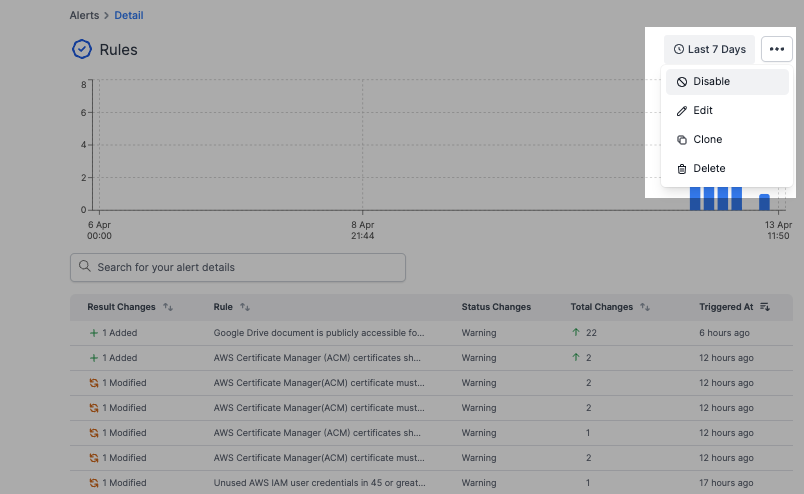 Alerts > Detail
Rules
Last 7 Days
Disable
Edit
Clone
Delete
8
6
4
2
0
6 Apr 8 Apr 13 Apr
00:00 21:44 11:50
Search for your alert details
Result Changes Rule Status Changes Total Changes Triggered At
+ 1 Added Google Drive document is publicly accessible fo... Warning ↑ 22 6 hours ago
+ 1 Added AWS Certificate Manager (ACM) certificates sh... Warning ↑ 2 12 hours ago
1 Modified AWS Certificate Manager(ACM) certificate must... Warning 2 12 hours ago
1 Modified AWS Certificate Manager(ACM) certificate must... Warning 2 12 hours ago
1 Modified AWS Certificate Manager (ACM) certificates sh... Warning 1 12 hours ago
1 Modified AWS Certificate Manager(ACM) certificate must... Warning 2 12 hours ago
1 Modified Unused AWS IAM user credentials in 45 or great... Warning 1 17 hours ago